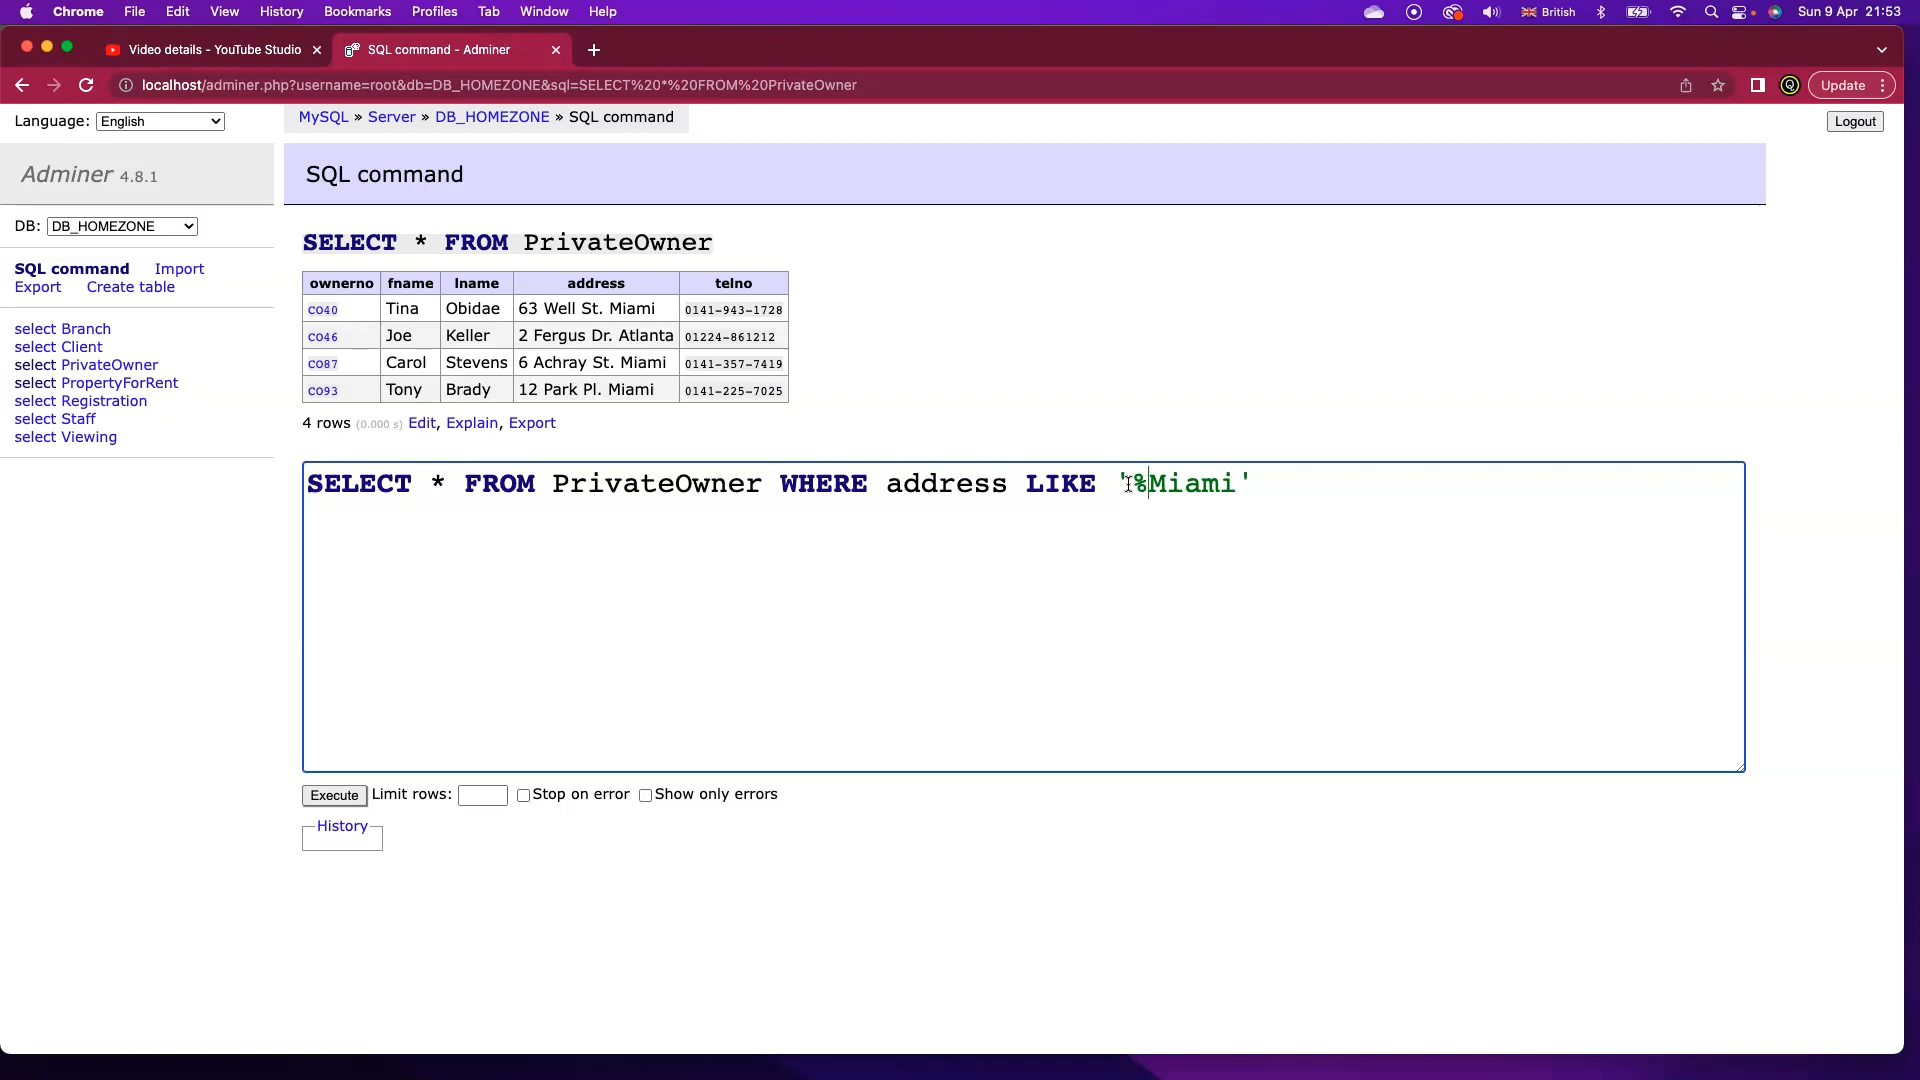 Chrome File Edit View History Bookmarks Profiles Tab Window Help British Sun 9 Apr 21:53
Video details - YouTube Studio SQL command - Adminer
localhost/adminer.php?username=root&db=DB_HOMEZONE&sql=SELECT%20*%20FROM%20PrivateOwner Update
Language: English
MySQL » Server » DB_HOMEZONE » SQL command
Logout
Adminer 4.8.1
SQL command
DB: DB_HOMEZONE
SQL command Import
Export Create table
select Branch
select Client
select PrivateOwner
select PropertyForRent
select Registration
select Staff
select Viewing
SELECT * FROM PrivateOwner
ownerno fname lname address telno
CO40 Tina Obidae 63 Well St. Miami 0141-943-1728
CO46 Joe Keller 2 Fergus Dr. Atlanta 01224-861212
CO87 Carol Stevens 6 Achray St. Miami 0141-357-7419
CO93 Tony Brady 12 Park Pl. Miami 0141-225-7025
4 rows (0.000 s) Edit, Explain, Export
SELECT * FROM PrivateOwner WHERE address LIKE '%Miami'
Execute Limit rows: Stop on error Show only errors
History